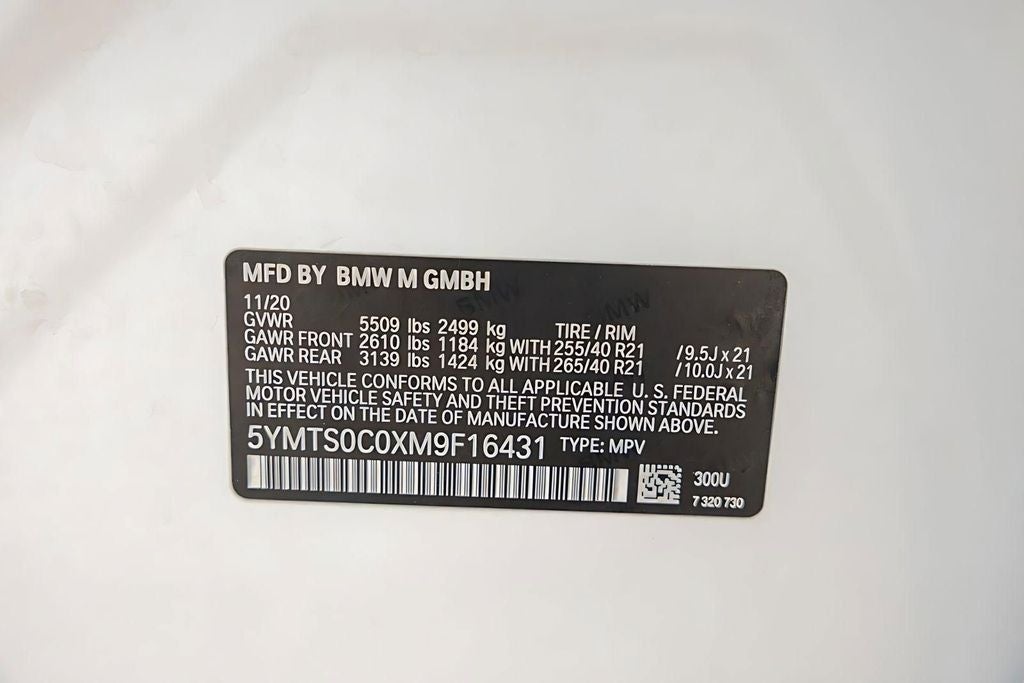 MFD BY BMW M GMBH
11/20
GVWR 5509 lbs 2499 kg TIRE / RIM
GAWR FRONT 2610 lbs 1184 kg WITH 255/40 R21 / 9.5J x 21
GAWR REAR 3139 lbs 1424 kg WITH 265/40 R21 / 10.0J x 21
THIS VEHICLE CONFORMS TO ALL APPLICABLE U. S. FEDERAL
MOTOR VEHICLE SAFETY AND THEFT PREVENTION STANDARDS
IN EFFECT ON THE DATE OF MANUFACTURE SHOWN ABOVE.
5YMTS0C0XM9F16431 TYPE: MPV
300U
7 320 730
BMW
BMW